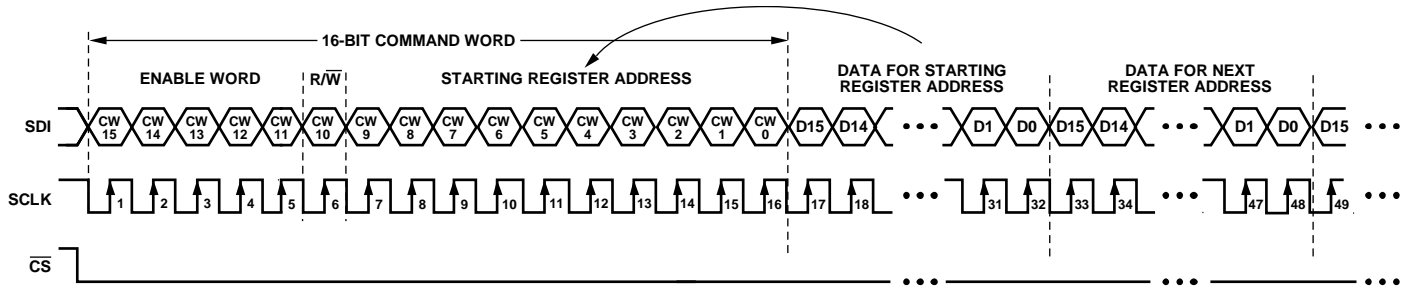 16-BIT COMMAND WORD
ENABLE WORD R/W̅ STARTING REGISTER ADDRESS DATA FOR STARTING REGISTER ADDRESS DATA FOR NEXT REGISTER ADDRESS
SDI CW 15 CW 14 CW 13 CW 12 CW 11 CW 10 CW 9 CW 8 CW 7 CW 6 CW 5 CW 4 CW 3 CW 2 CW 1 CW 0 D15 D14 ••• D1 D0 D15 D14 ••• D1 D0 D15 •••
SCLK 1 2 3 4 5 6 7 8 9 10 11 12 13 14 15 16 17 18 ••• 31 32 33 34 ••• 47 48 49 •••
C̅S̅ ••• ••• •••